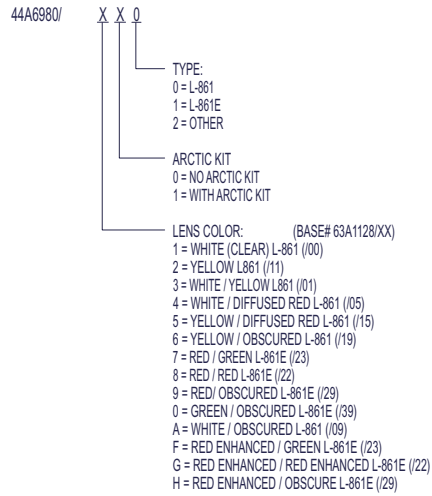 44A6980/ X X 0
TYPE:
0 = L-861
1 = L-861E
2 = OTHER
ARCTIC KIT
0 = NO ARCTIC KIT
1 = WITH ARCTIC KIT
LENS COLOR: (BASE# 63A1128/XX)
1 = WHITE (CLEAR) L-861 (/00)
2 = YELLOW L861 (/11)
3 = WHITE / YELLOW L861 (/01)
4 = WHITE / DIFFUSED RED L-861 (/05)
5 = YELLOW / DIFFUSED RED L-861 (/15)
6 = YELLOW / OBSCURED L-861 (/19)
7 = RED / GREEN L-861E (/23)
8 = RED / RED L-861E (/22)
9 = RED/ OBSCURED L-861E (/29)
0 = GREEN / OBSCURED L-861E (/39)
A = WHITE / OBSCURED L-861 (/09)
F = RED ENHANCED / GREEN L-861E (/23)
G = RED ENHANCED / RED ENHANCED L-861E (/22)
H = RED ENHANCED / OBSCURE L-861E (/29)